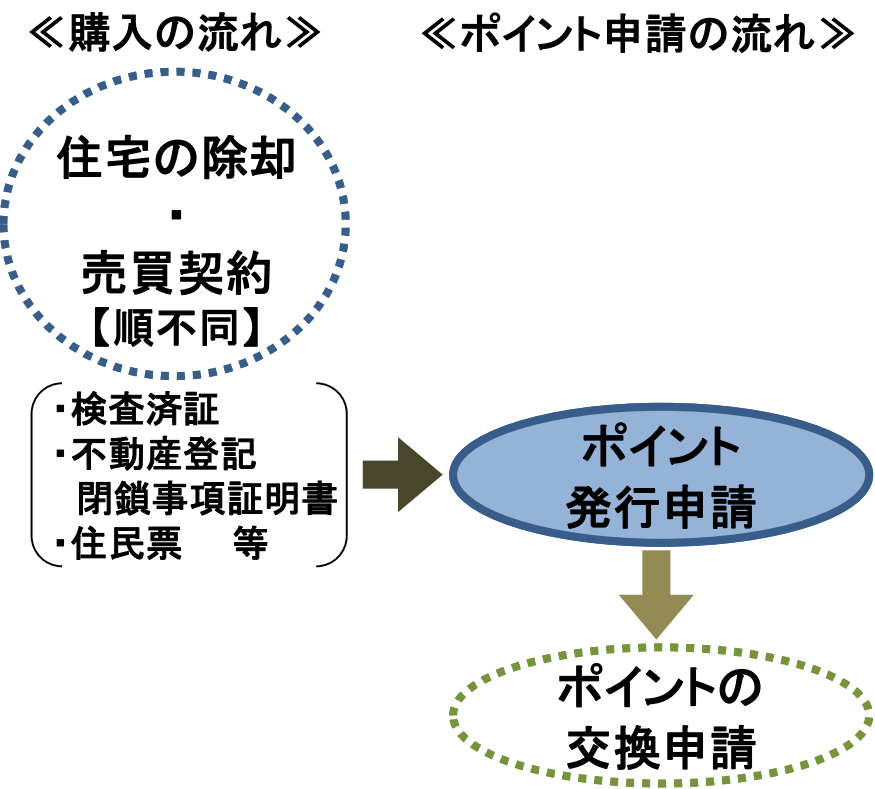 ≪購入の流れ≫
住宅の除却
・
売買契約
【順不同】
・検査済証
・不動産登記
閉鎖事項証明書
・住民票　等
≪ポイント申請の流れ≫
ポイント
発行申請
ポイントの
交換申請